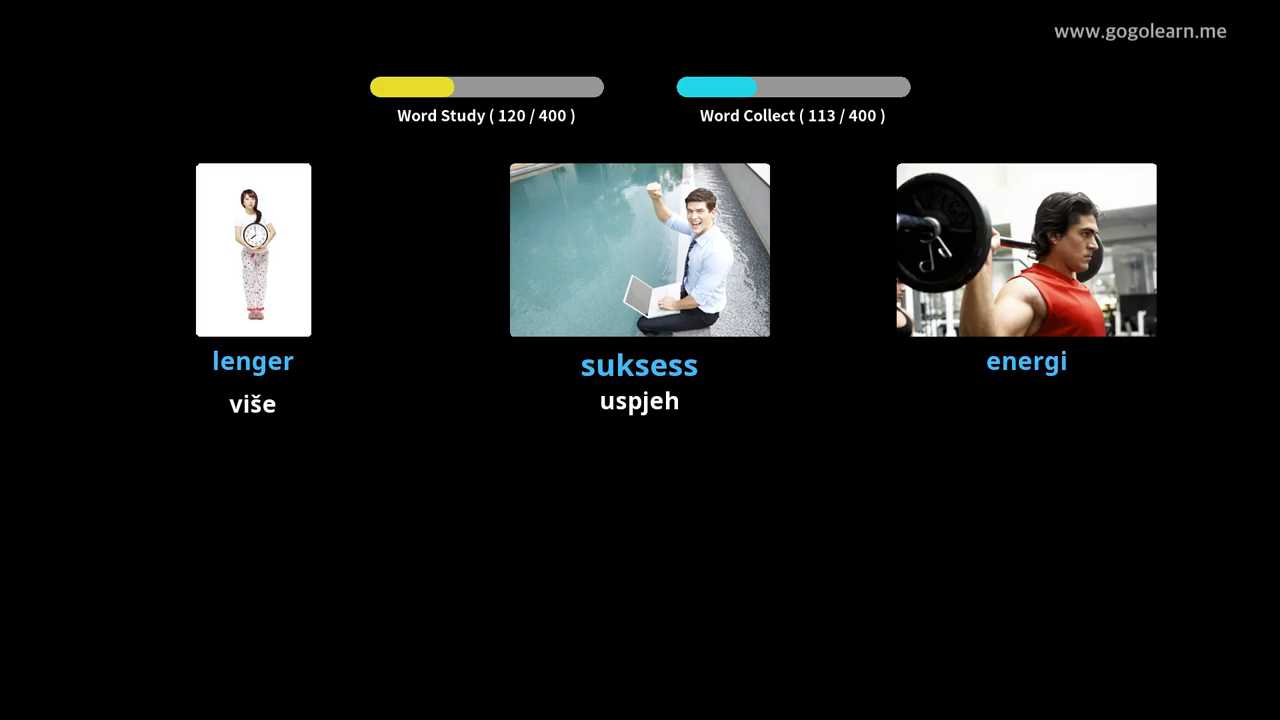 www.gogolearn.me
Word Study ( 120 / 400 )
Word Collect ( 113 / 400 )
lenger
suksess
energi
više
uspjeh